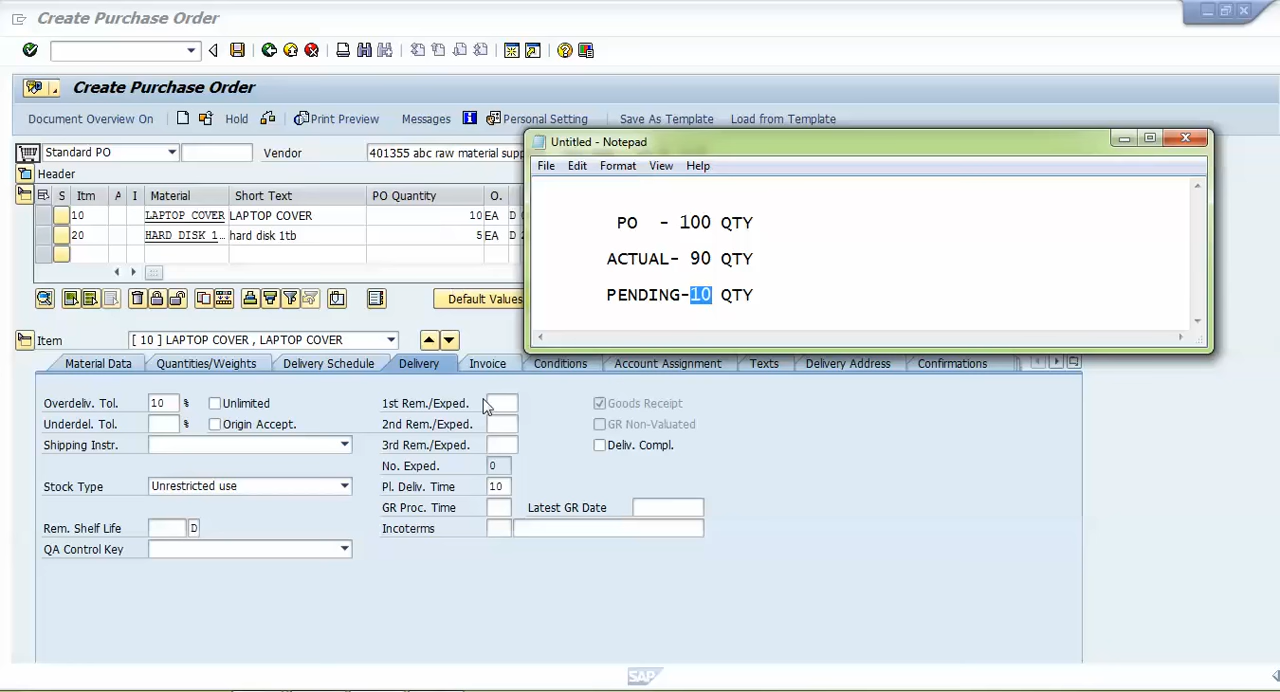 Create Purchase Order
Create Purchase Order
Document Overview On Hold Print Preview Messages Personal Setting Save As Template Load from Template
Standard PO Vendor 401355 abc raw material supp
Header
S Itm A I Material Short Text PO Quantity O.
10 LAPTOP COVER LAPTOP COVER 10 EA D
20 HARD DISK 1... hard disk 1tb 5 EA D 2
Default Values
Untitled - Notepad
File Edit Format View Help
PO - 100 QTY
ACTUAL- 90 QTY
PENDING-10 QTY
Item [ 10 ] LAPTOP COVER , LAPTOP COVER
Material Data Quantities/Weights Delivery Schedule Delivery Invoice Conditions Account Assignment Texts Delivery Address Confirmations
Overdeliv. Tol. 10 % Unlimited 1st Rem./Exped. Goods Receipt
Underdel. Tol. % Origin Accept. 2nd Rem./Exped. GR Non-Valuated
Shipping Instr. 3rd Rem./Exped. Deliv. Compl.
No. Exped. 0
Stock Type Unrestricted use Pl. Deliv. Time 10
GR Proc. Time Latest GR Date
Rem. Shelf Life D Incoterms
QA Control Key
SAP